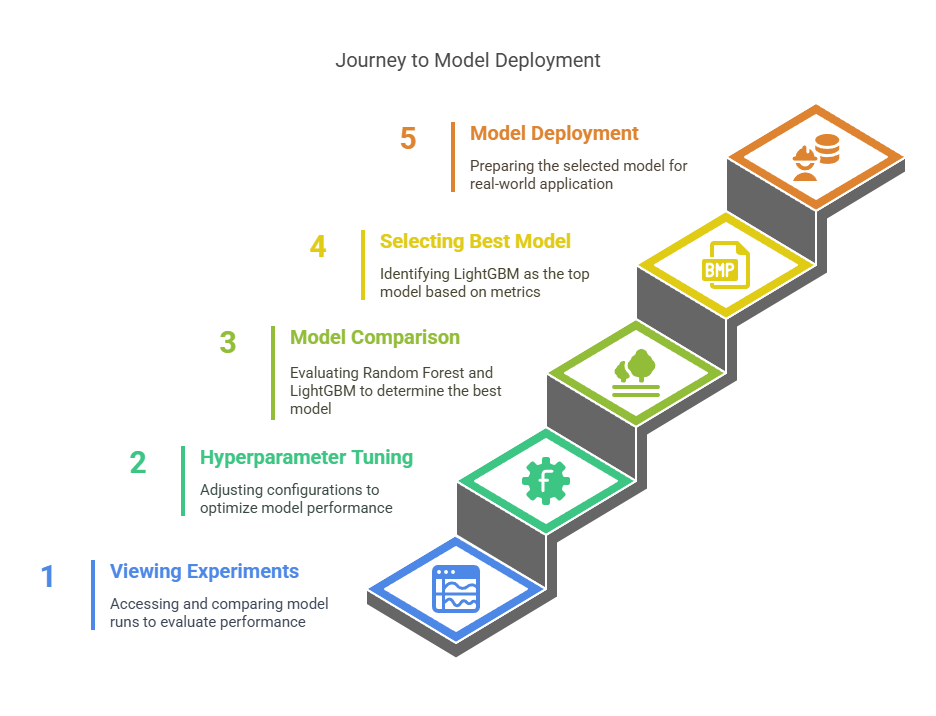 Journey to Model Deployment
5
Model Deployment
Preparing the selected model for
real-world application
4
Selecting Best Model
Identifying LightGBM as the top
model based on metrics
BMP
3
Model Comparison
Evaluating Random Forest and
LightGBM to determine the best
model
2
Hyperparameter Tuning
Adjusting configurations to
optimize model performance
f
1
Viewing Experiments
Accessing and comparing model
runs to evaluate performance